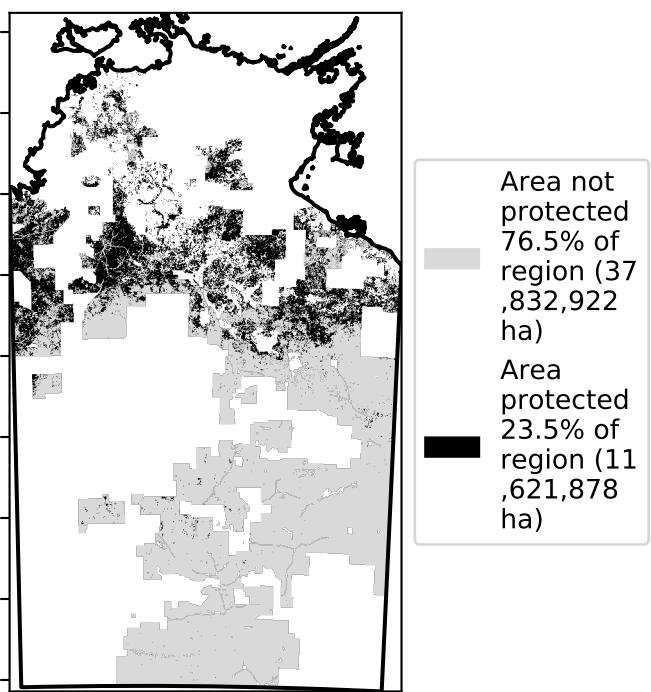 Area not
protected
76.5% of
region (37
,832,922
ha)
Area
protected
23.5% of
region (11
,621,878
ha)